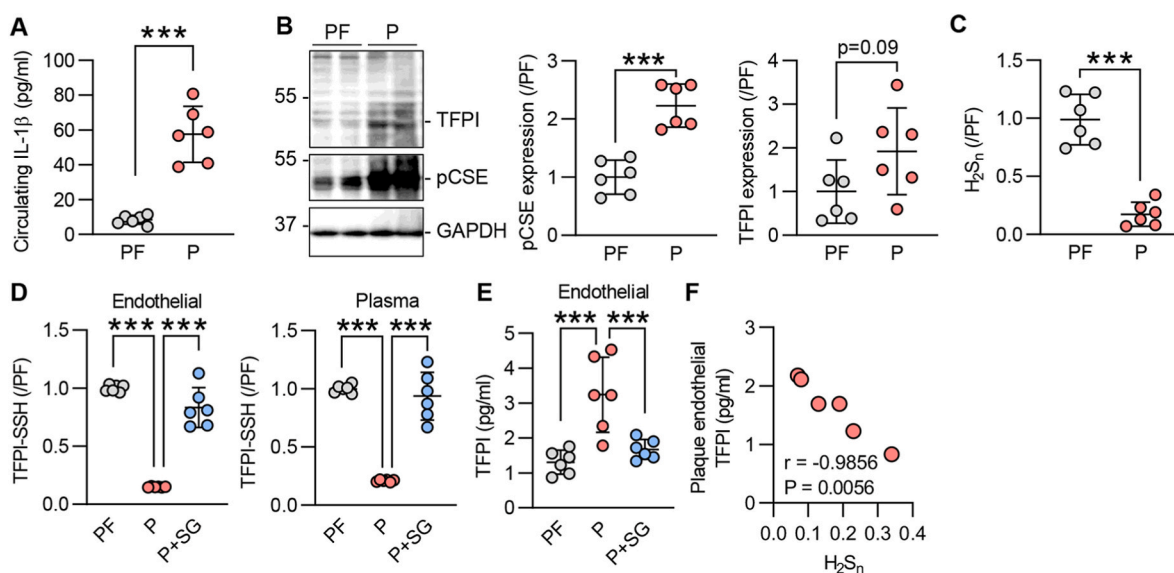 A
***
Circulating IL-1β (pg/ml)
100
80
60
40
20
0
PF
P
B
PF
P
55
TFPI
55
pCSE
37
GAPDH
***
pCSE expression (/PF)
3
2
1
0
PF
P
p=0.09
TFPI expression (/PF)
4
3
2
1
0
PF
P
C
***
H₂Sₙ (/PF)
1.5
1.0
0.5
0.0
PF
P
D
Endothelial
*** ***
TFPI-SSH (/PF)
1.5
1.0
0.5
0.0
PF
P
P+SG
Plasma
*** ***
TFPI-SSH (/PF)
1.5
1.0
0.5
0.0
PF
P
P+SG
E
Endothelial
*** ***
TFPI (pg/ml)
5
4
3
2
1
0
PF
P
P+SG
F
Plaque endothelial
TFPI (pg/ml)
3
2
1
0
r = -0.9856
P = 0.0056
0.0 0.1 0.2 0.3 0.4
H₂Sₙ